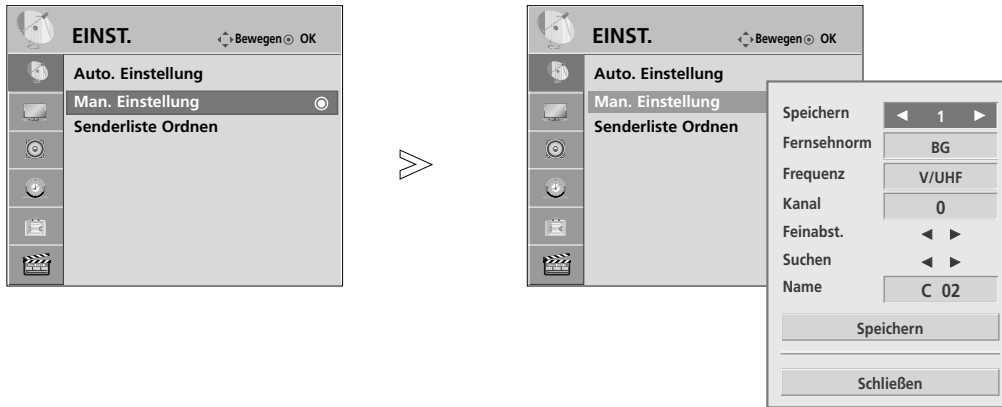 EINST. Bewegen OK
Auto. Einstellung
Man. Einstellung
Senderliste Ordnen
EINST. Bewegen OK
Auto. Einstellung
Man. Einstellung
Senderliste Ordnen
Speichern ◄ 1 ►
Fernsehnorm BG
Frequenz V/UHF
Kanal 0
Feinabst. ◄ ►
Suchen ◄ ►
Name C 02
Speichern
Schließen